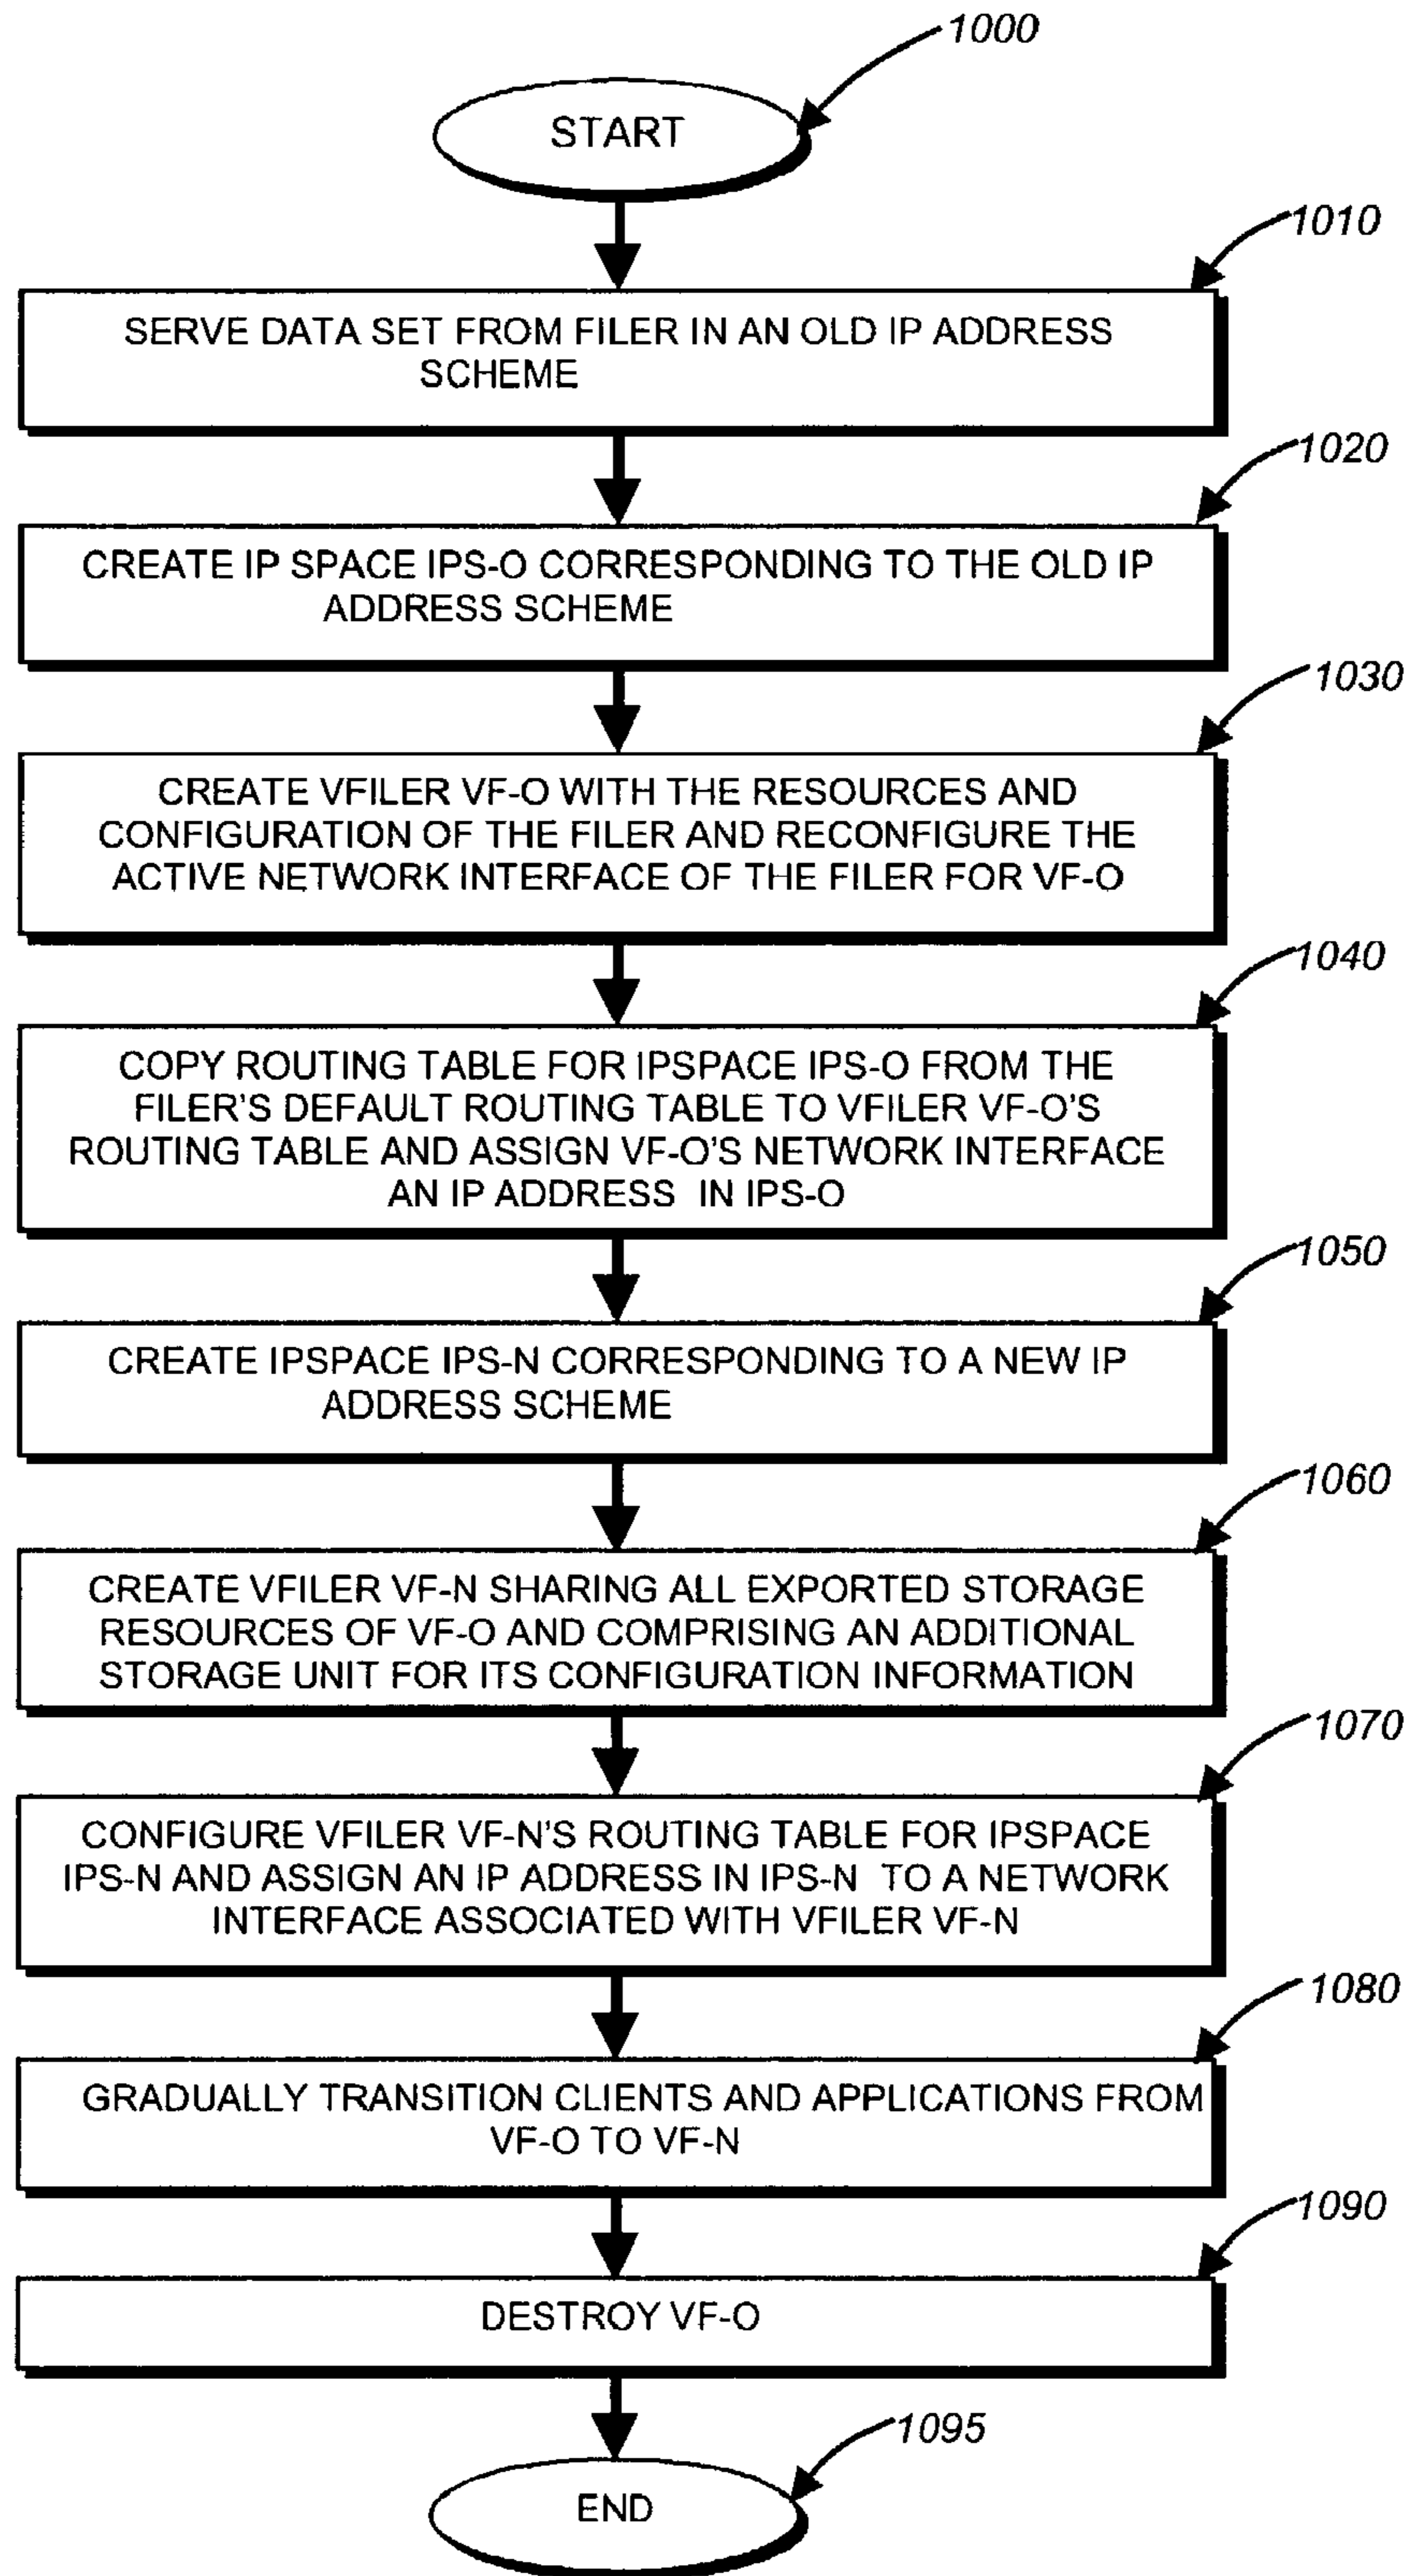 1000
START
1010
SERVE DATA SET FROM FILER IN AN OLD IP ADDRESS
SCHEME
1020
CREATE IP SPACE IPS-O CORRESPONDING TO THE OLD IP
ADDRESS SCHEME
1030
CREATE VFILER VF-O WITH THE RESOURCES AND
CONFIGURATION OF THE FILER AND RECONFIGURE THE
ACTIVE NETWORK INTERFACE OF THE FILER FOR VF-O
1040
COPY ROUTING TABLE FOR IPSPACE IPS-O FROM THE
FILER'S DEFAULT ROUTING TABLE TO VFILER VF-O'S
ROUTING TABLE AND ASSIGN VF-O'S NETWORK INTERFACE
AN IP ADDRESS IN IPS-O
1050
CREATE IPSPACE IPS-N CORRESPONDING TO A NEW IP
ADDRESS SCHEME
1060
CREATE VFILER VF-N SHARING ALL EXPORTED STORAGE
RESOURCES OF VF-O AND COMPRISING AN ADDITIONAL
STORAGE UNIT FOR ITS CONFIGURATION INFORMATION
1070
CONFIGURE VFILER VF-N'S ROUTING TABLE FOR IPSPACE
IPS-N AND ASSIGN AN IP ADDRESS IN IPS-N TO A NETWORK
INTERFACE ASSOCIATED WITH VFILER VF-N
1080
GRADUALLY TRANSITION CLIENTS AND APPLICATIONS FROM
VF-O TO VF-N
1090
DESTROY VF-O
1095
END